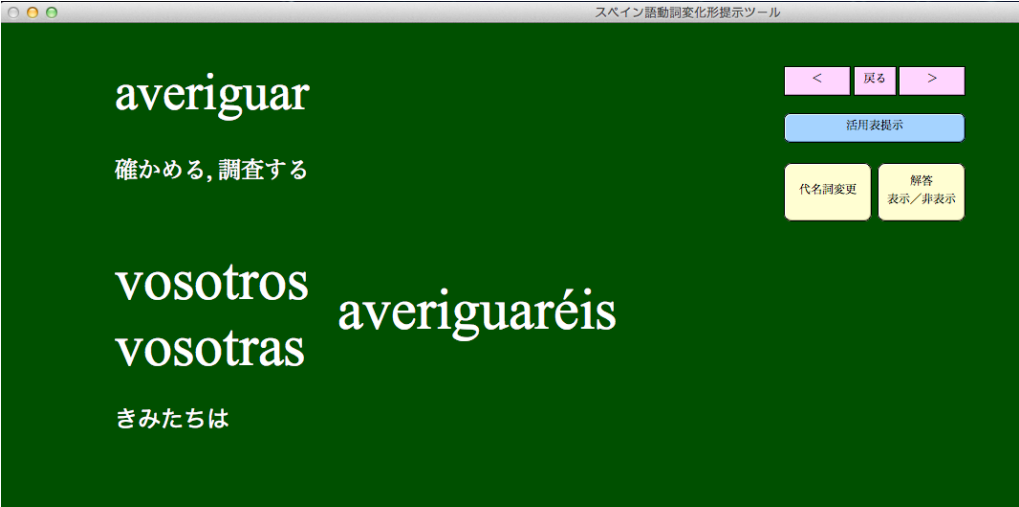 スペイン語動詞変化形提示ツール
averiguar
確かめる, 調査する
＜
戻る
＞
活用表提示
代名詞変更
解答
表示／非表示
vosotros
vosotras
averiguaréis
きみたちは